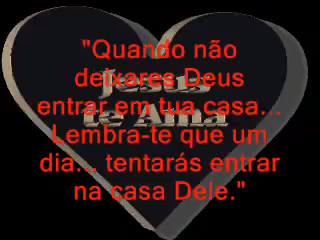 "Quando não
deixares Deus
entrar em tua casa...
Lembra-te que um
dia... tentarás entrar
na casa Dele."
Jesus
te Ama